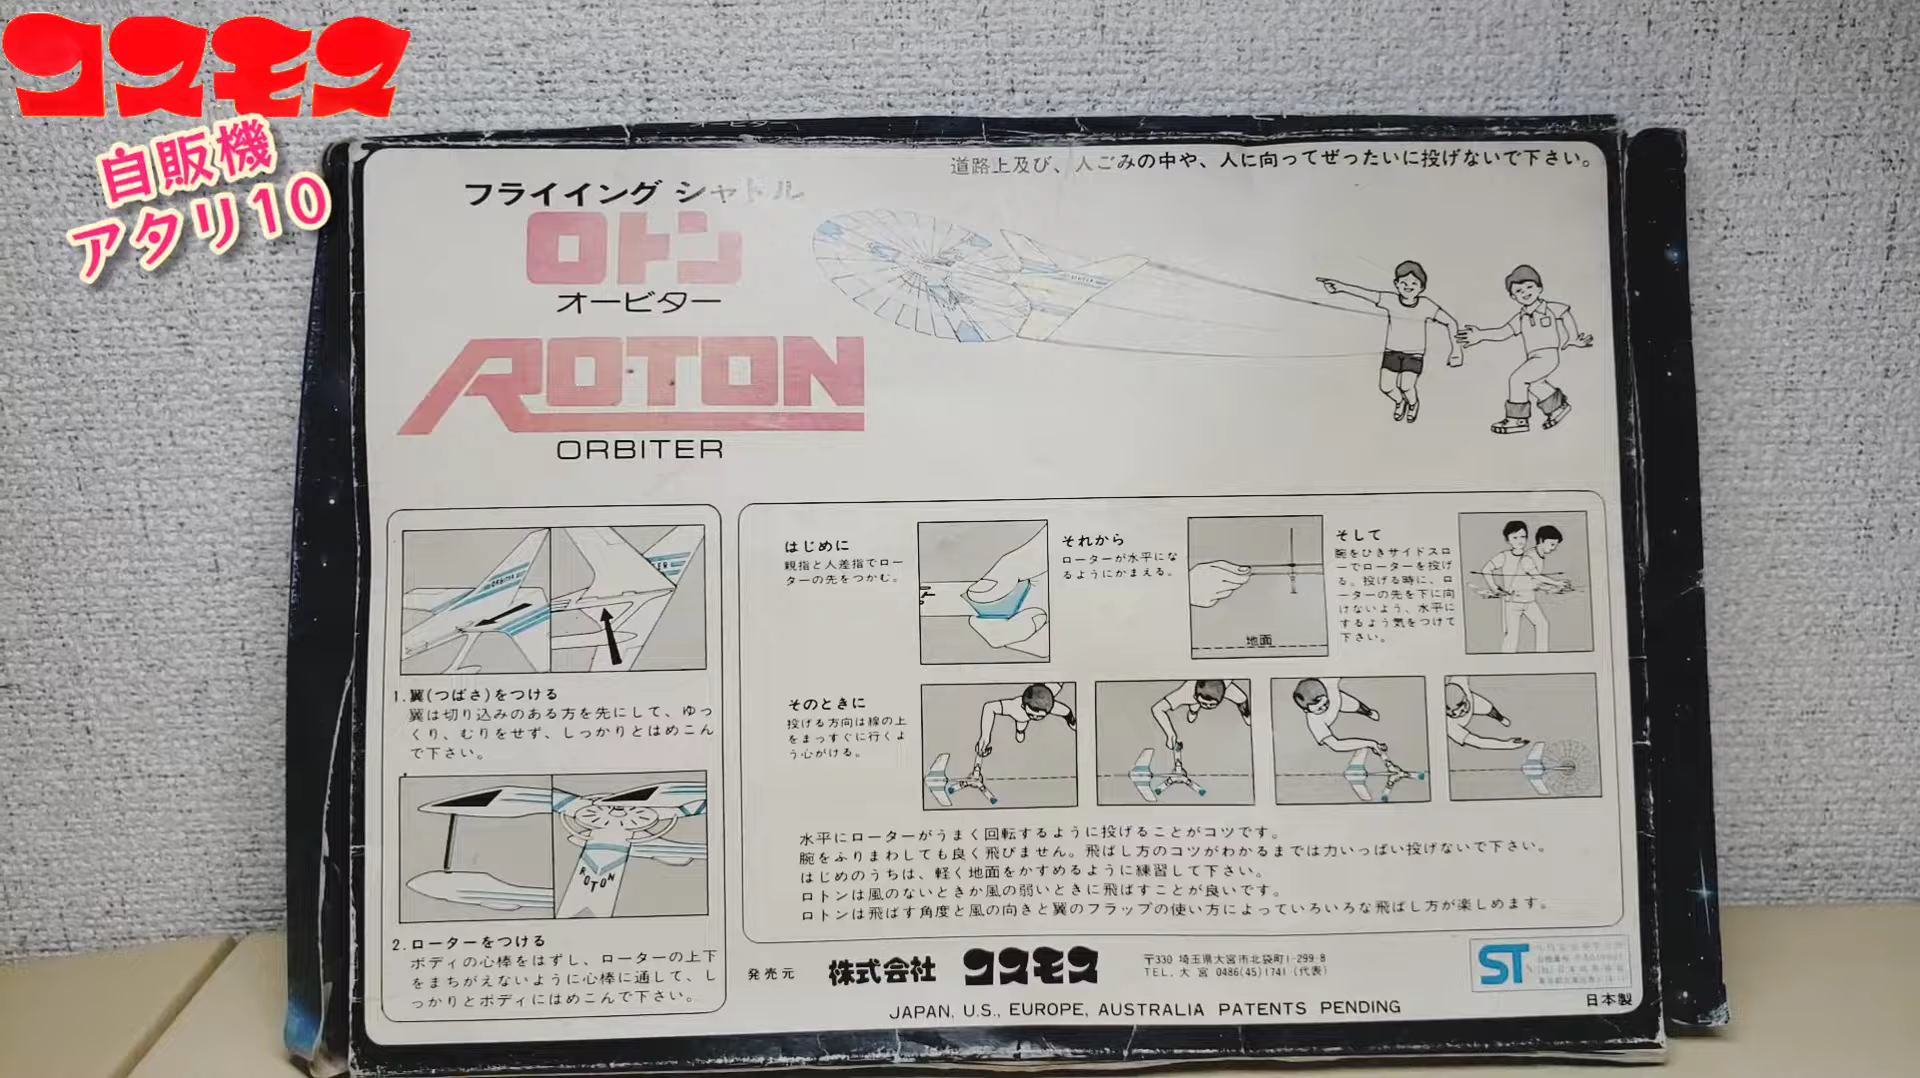 コスモス
自販機
アタリ10
道路上及び、人ごみの中や、人に向ってぜったいに投げないで下さい。
フライイング シャトル
ロトン
オービター
ROTON
ORBITER
ORBITER
ER
1.翼(つばさ)をつける
翼は切り込みのある方を先にして、ゆっ
くり、むりをせず、しっかりとはめこん
で下さい。
ROTON
2.ローターをつける
ボディの心棒をはずし、ローターの上下
をまちがえないように心棒に通して、し
っかりとボディにはめこんで下さい。
はじめに
親指と人差指でロー
ターの先をつかむ。
それから
ローターが水平にな
るようにかまえる。
地面
そして
腕をひきサイドスロ
ーでローターを投げ
る。投げる時に、ロ
ーターの先を下に向
けないよう、水平に
するよう気をつけて
下さい。
そのときに
投げる方向は線の上
をまっすぐに行くよ
う心がける。
水平にローターがうまく回転するように投げることがコツです。
腕をふりまわしても良く飛びません。飛ばし方のコツがわかるまでは力いっぱい投げないで下さい。
はじめのうちは、軽く地面をかすめるように練習して下さい。
ロトンは風のないときか風の弱いときに飛ばすことが良いです。
ロトンは飛ばす角度と風の向きと翼のフラップの使い方によっていろいろな飛ばし方が楽しめます。
発売元 株式会社 コスモス
〒330 埼玉県大宮市北袋町1-299-8
TEL. 大宮 0486(45)1741 (代表)
ST
日本製
JAPAN, U.S., EUROPE, AUSTRALIA PATENTS PENDING